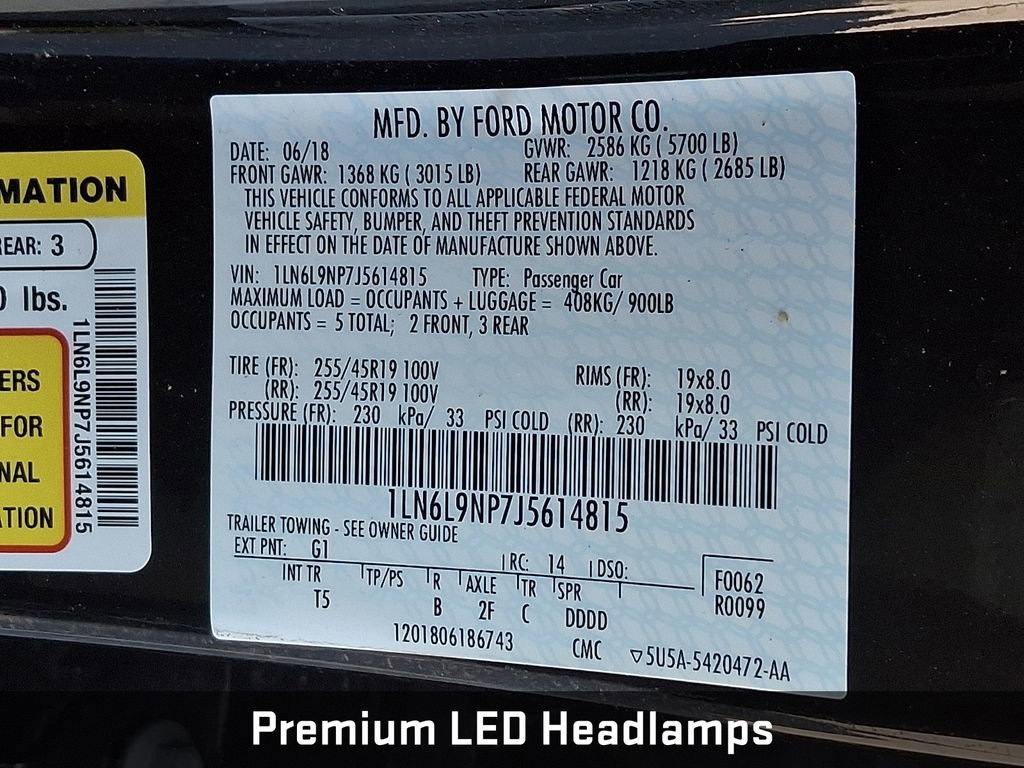 MATION
REAR: 3
0 lbs.
1LN6L9NP7J5614815
ERS
FOR
NAL
ATION
MFD. BY FORD MOTOR CO.
DATE: 06/18 GVWR: 2586 KG ( 5700 LB)
FRONT GAWR: 1368 KG ( 3015 LB) REAR GAWR: 1218 KG ( 2685 LB)
THIS VEHICLE CONFORMS TO ALL APPLICABLE FEDERAL MOTOR
VEHICLE SAFETY, BUMPER, AND THEFT PREVENTION STANDARDS
IN EFFECT ON THE DATE OF MANUFACTURE SHOWN ABOVE.
VIN: 1LN6L9NP7J5614815 TYPE: Passenger Car
MAXIMUM LOAD = OCCUPANTS + LUGGAGE = 408KG/ 900LB
OCCUPANTS = 5 TOTAL; 2 FRONT, 3 REAR
TIRE (FR): 255/45R19 100V RIMS (FR): 19x8.0
(RR): 255/45R19 100V (RR): 19x8.0
PRESSURE (FR): 230 kPa/ 33 PSI COLD (RR): 230 kPa/ 33 PSI COLD
1LN6L9NP7J5614815
TRAILER TOWING - SEE OWNER GUIDE
EXT PNT: G1 RC: 14 DSO:
INT TR TP/PS R AXLE TR SPR F0062
T5 B 2F C DDDD R0099
1201806186743 CMC ▽5U5A-5420472-AA
Premium LED Headlamps